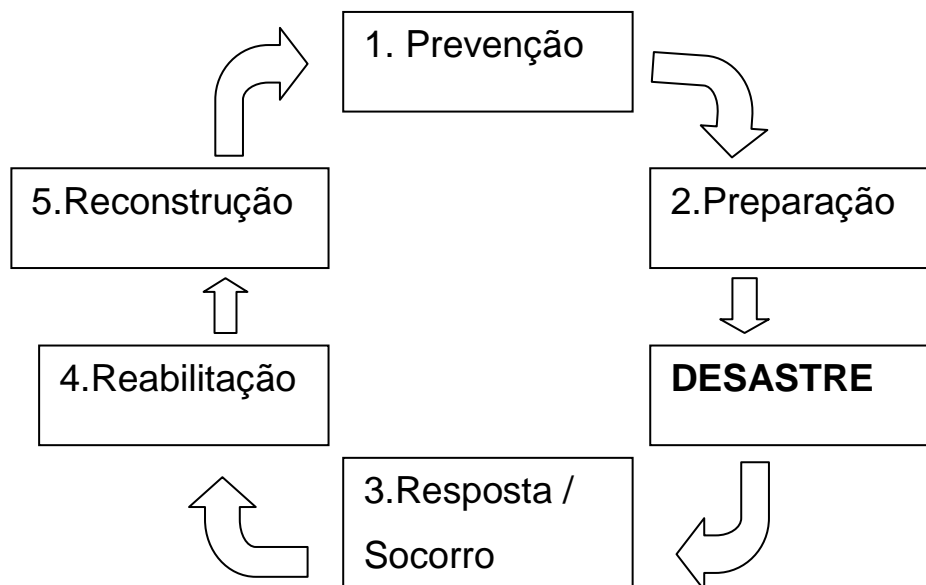 1. Prevenção
2.Preparação
DESASTRE
3.Resposta /
Socorro
4.Reabilitação
5.Reconstrução